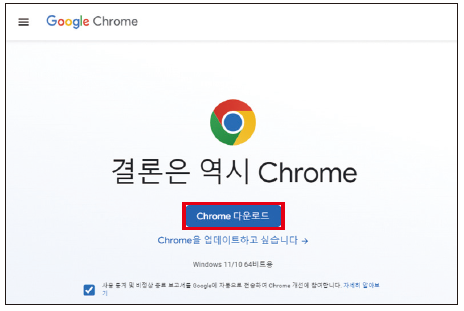 Google Chrome
결론은 역시 Chrome
Chrome 다운로드
Chrome을 업데이트하고 싶습니다 →
Windows 11/10 64비트용
사용 통계 및 비정상 종료 보고서를 Google에 자동으로 전송하여 Chrome 개선에 참여합니다. 자세히 알아보
기